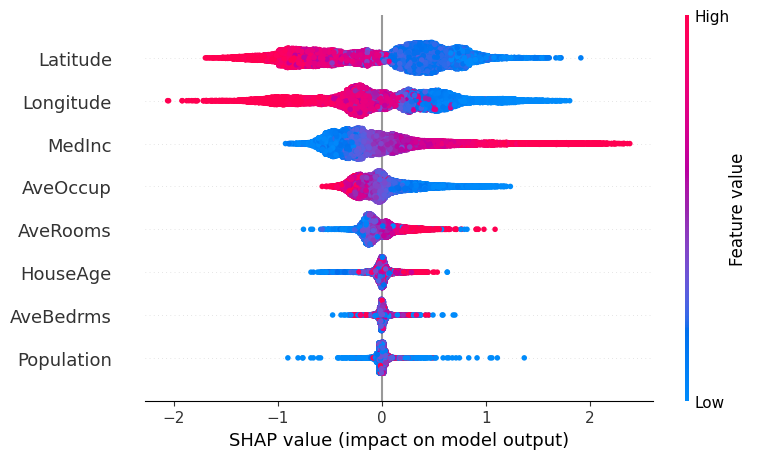 High
Latitude
Longitude
MedInc
AveOccup
AveRooms
HouseAge
AveBedrms
Population
Feature value
Low
−2 −1 0 1 2
SHAP value (impact on model output)